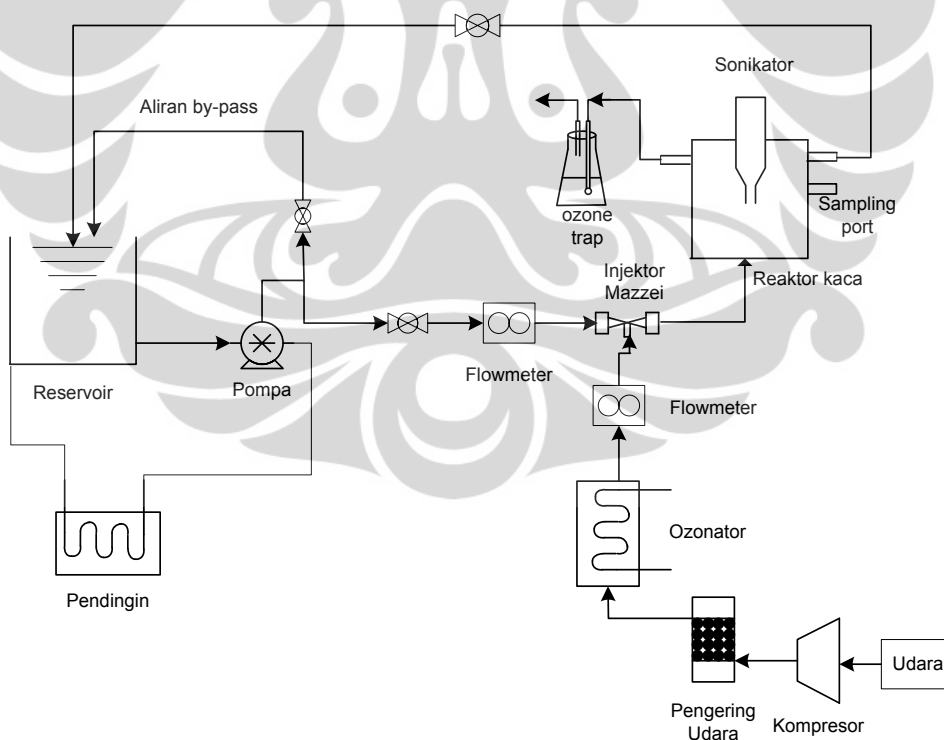 Sonikator
Aliran by-pass
ozone
trap
Sampling
port
Injektor
Mazzei
Reaktor kaca
Reservoir
Pompa
Flowmeter
Flowmeter
Ozonator
Pendingin
Udara
Pengering
Udara
Kompresor